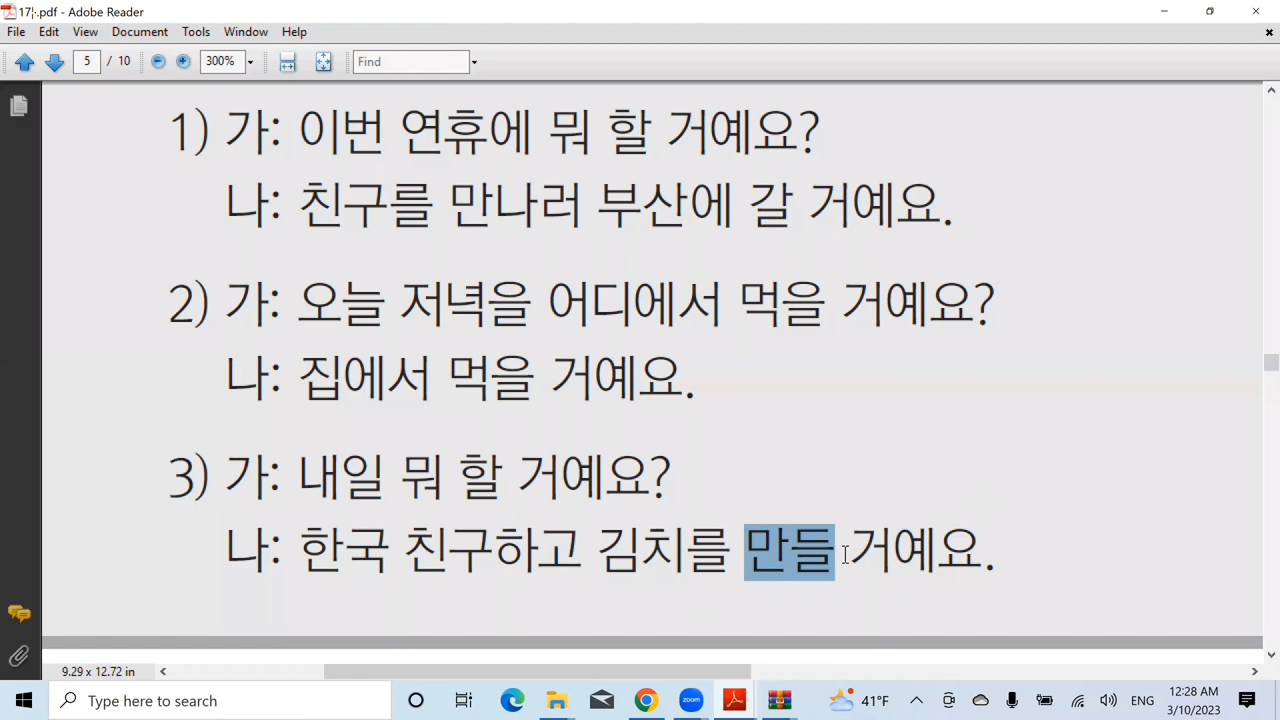 17¦·.pdf - Adobe Reader
File Edit View Document Tools Window Help
5 / 10 300% Find
1) 가: 이번 연휴에 뭐 할 거예요?
나: 친구를 만나러 부산에 갈 거예요.
2) 가: 오늘 저녁을 어디에서 먹을 거예요?
나: 집에서 먹을 거예요.
3) 가: 내일 뭐 할 거예요?
나: 한국 친구하고 김치를 만들 거예요.
9.29 x 12.72 in
Type here to search zoom 41°F ENG 12:28 AM
3/10/2023